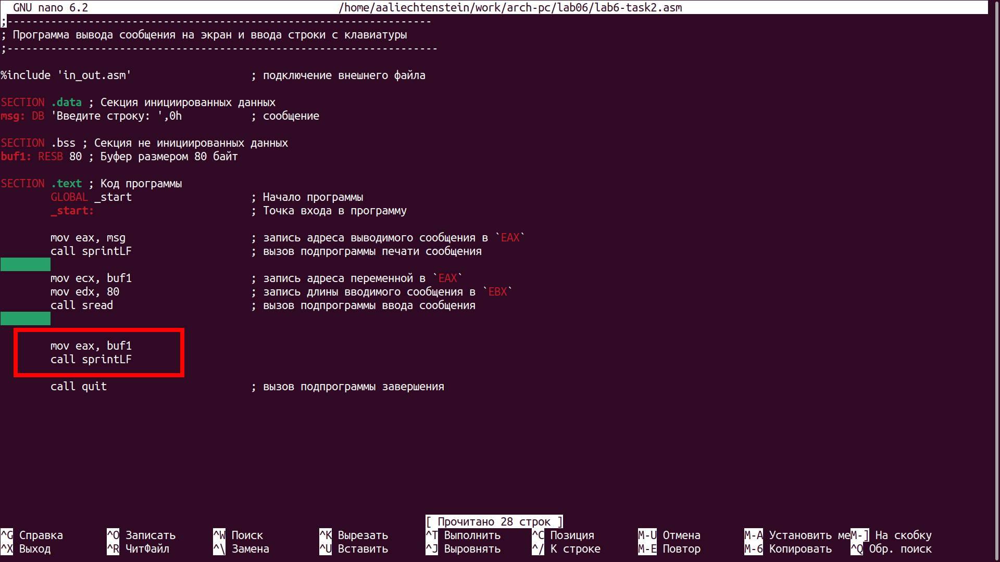 GNU nano 6.2 /home/aaliechtenstein/work/arch-pc/lab06/lab6-task2.asm
;--------------------------------------------------------------------
; Программа вывода сообщения на экран и ввода строки с клавиатуры
;---------------------------------------------------------------------
%include 'in_out.asm' ; подключение внешнего файла
SECTION .data ; Секция инициированных данных
msg: DB 'Введите строку: ',0h ; сообщение
SECTION .bss ; Секция не инициированных данных
buf1: RESB 80 ; Буфер размером 80 байт
SECTION .text ; Код программы
GLOBAL _start ; Начало программы
_start: ; Точка входа в программу
mov eax, msg ; запись адреса выводимого сообщения в `EAX`
call sprintLF ; вызов подпрограммы печати сообщения
mov ecx, buf1 ; запись адреса переменной в `EAX`
mov edx, 80 ; запись длины вводимого сообщения в `EBX`
call sread ; вызов подпрограммы ввода сообщения
mov eax, buf1
call sprintLF
call quit ; вызов подпрограммы завершения
[ Прочитано 28 строк ]
^G Справка ^O Записать ^W Поиск ^K Вырезать ^T Выполнить ^C Позиция M-U Отмена M-A Установить ме M-] На скобку
^X Выход ^R ЧитФайл ^\ Замена ^U Вставить ^J Выровнять ^/ К строке M-E Повтор M-6 Копировать ^Q Обр. поиск